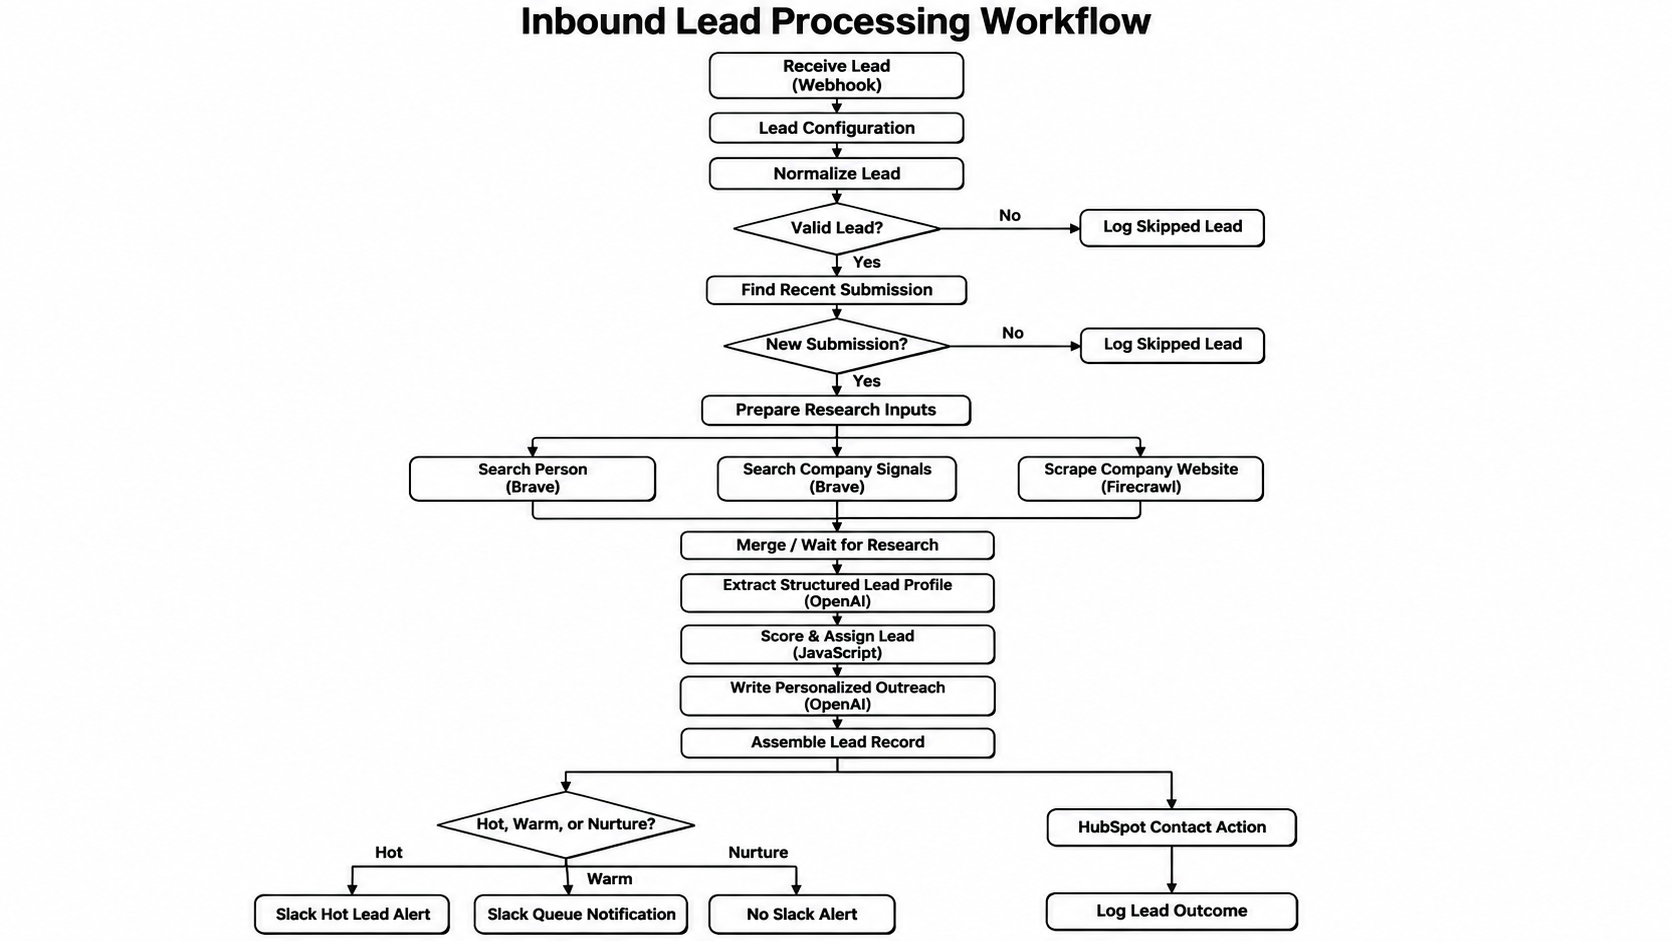 Inbound Lead Processing Workflow
Receive Lead
(Webhook)
Lead Configuration
Normalize Lead
Valid Lead?
No
Log Skipped Lead
Yes
Find Recent Submission
New Submission?
No
Log Skipped Lead
Yes
Prepare Research Inputs
Search Person
(Brave)
Search Company Signals
(Brave)
Scrape Company Website
(Firecrawl)
Merge / Wait for Research
Extract Structured Lead Profile
(OpenAI)
Score & Assign Lead
(JavaScript)
Write Personalized Outreach
(OpenAI)
Assemble Lead Record
Hot, Warm, or Nurture?
Hot
Warm
Nurture
Slack Hot Lead Alert
Slack Queue Notification
No Slack Alert
HubSpot Contact Action
Log Lead Outcome